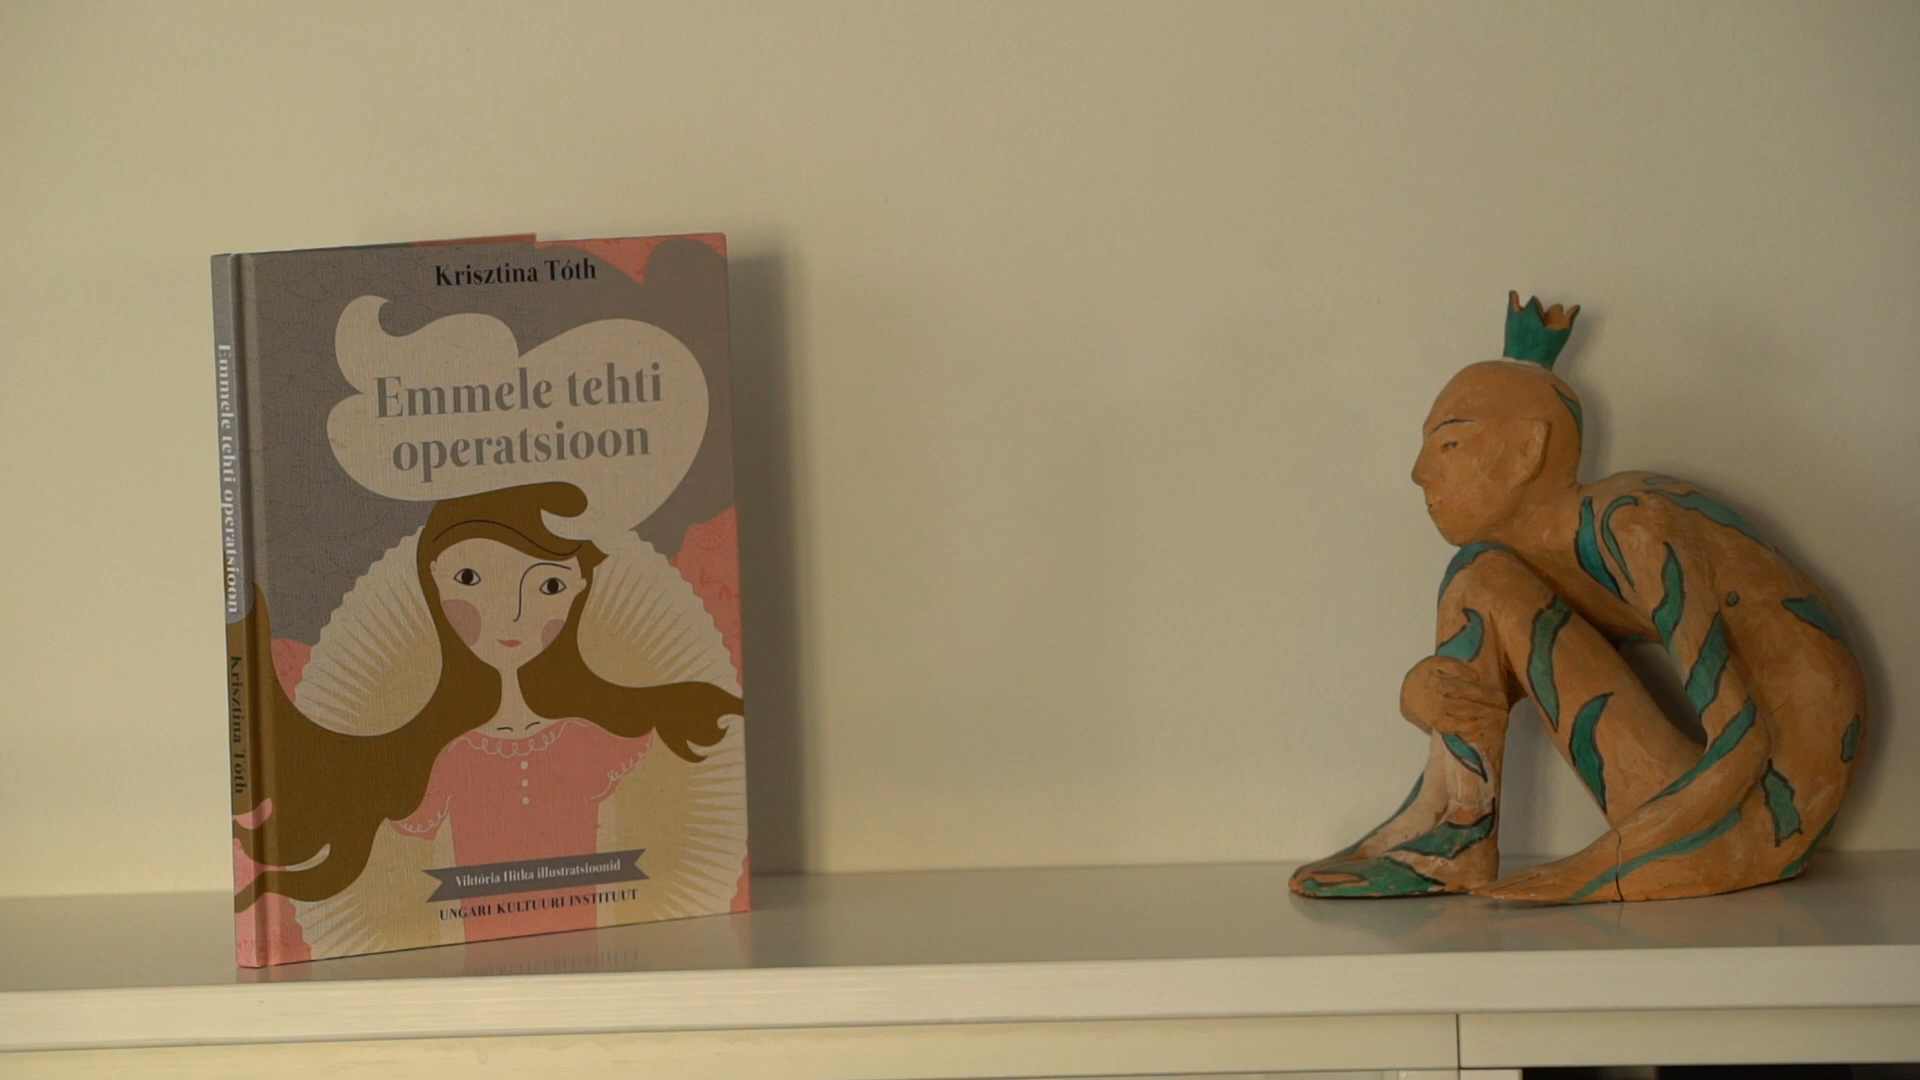 Krisztina Tóth
Emmele tehti
operatsioon
Viktória Hitka illustratsioonid
UNGARI KULTUURI INSTITUUT
Emmele tehti operatsioon
Krisztina Tóth